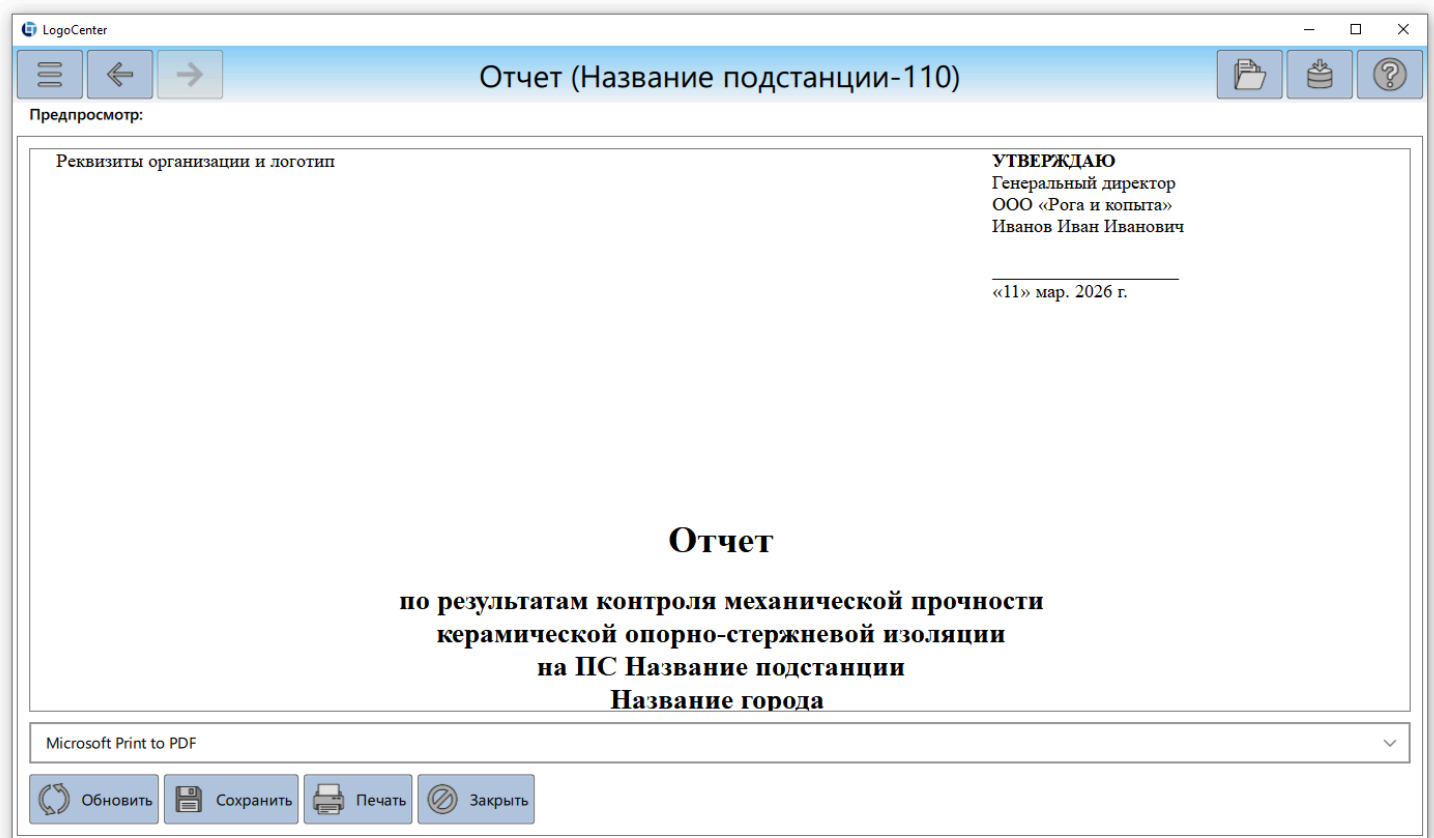 LogoCenter
Отчет (Название подстанции-110)
Предпросмотр:
Реквизиты организации и логотип
УТВЕРЖДАЮ
Генеральный директор
ООО «Рога и копыта»
Иванов Иван Иванович
«11» мар. 2026 г.
Отчет
по результатам контроля механической прочности
керамической опорно-стержневой изоляции
на ПС Название подстанции
Название города
Microsoft Print to PDF
Обновить
Сохранить
Печать
Закрыть